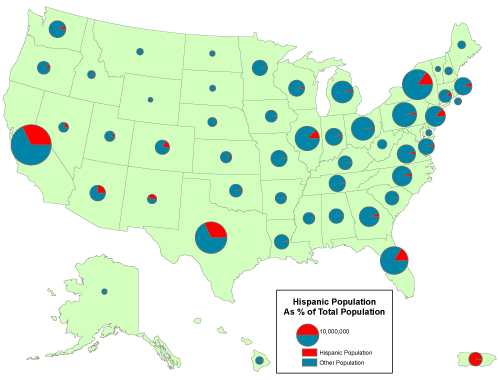 Hispanic Population
As % of Total Population
10,000,000
Hispanic Population
Other Population